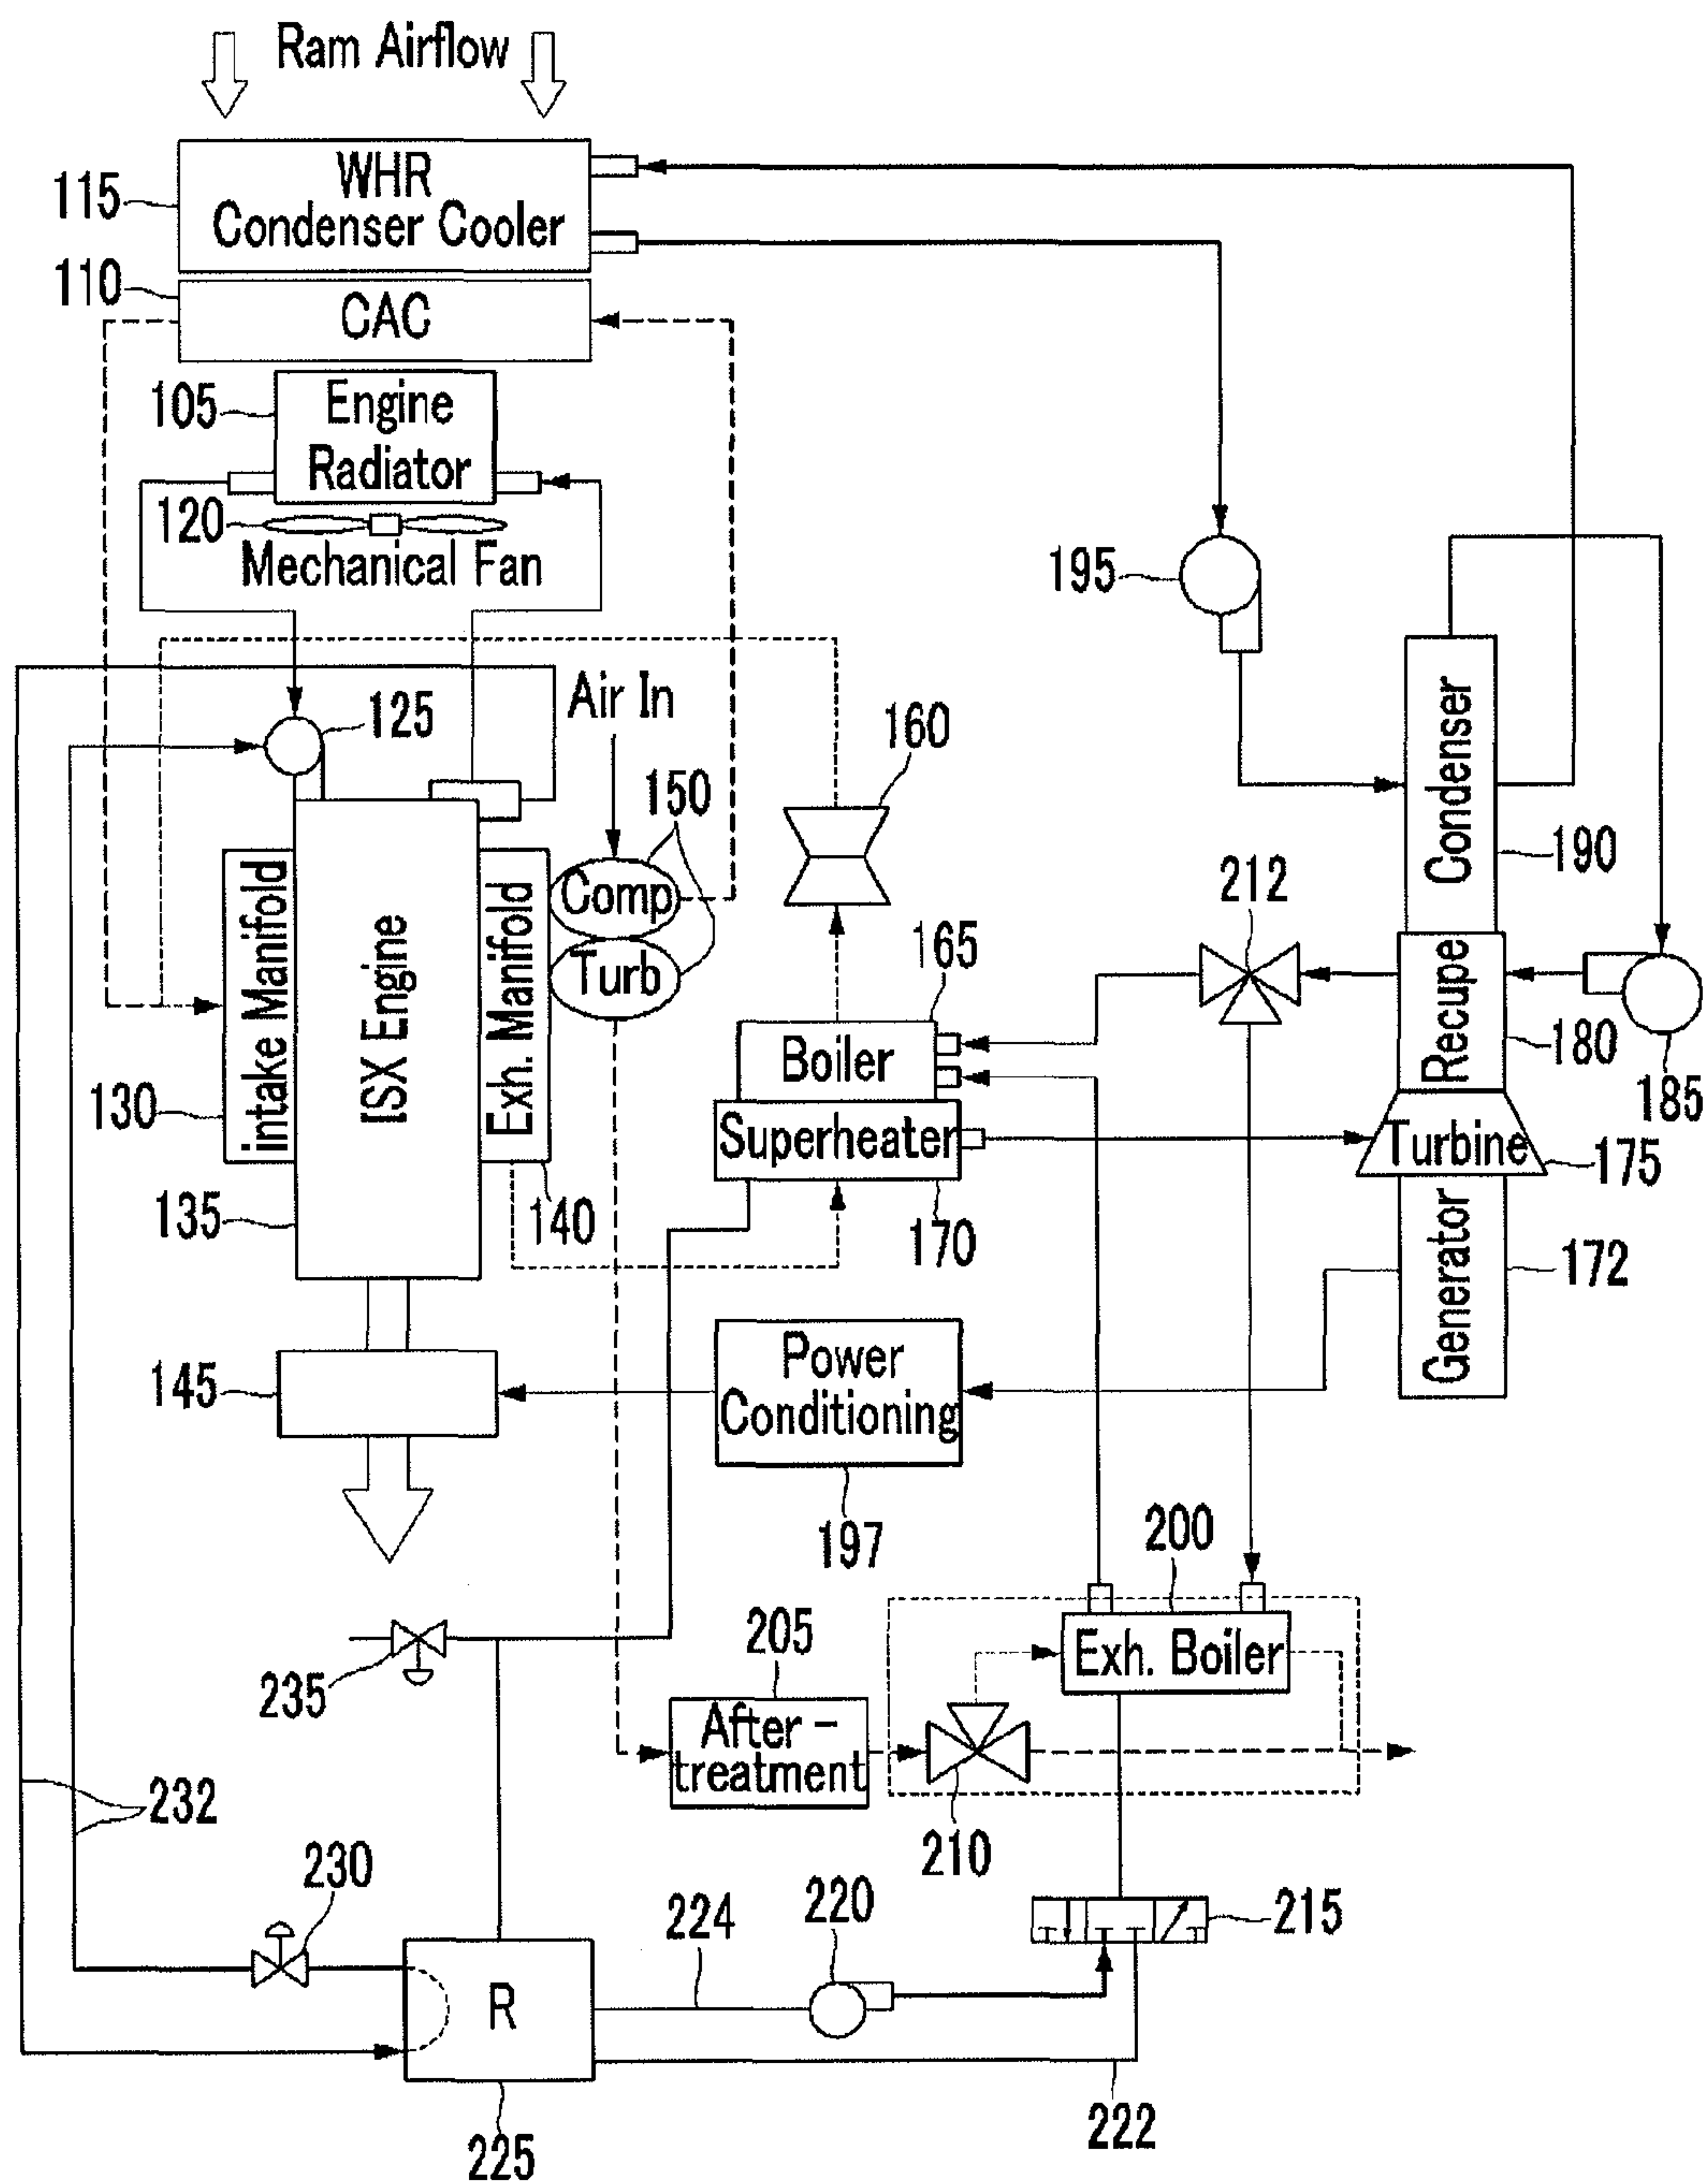 Ram Airflow
WHR
Condenser Cooler
115
110
CAC
105
Engine
Radiator
120
Mechanical Fan
195
125
Air In
160
150
Condenser
190
212
Comp
Turb
intake Manifold
ISX Engine
Exh. Manifold
165
Boiler
Recupe
180
185
130
Superheater
Turbine
175
135
140
170
Generator
172
145
Power
Conditioning
197
200
205
Exh. Boiler
235
After-
treatment
232
210
230
220
224
215
R
225
222